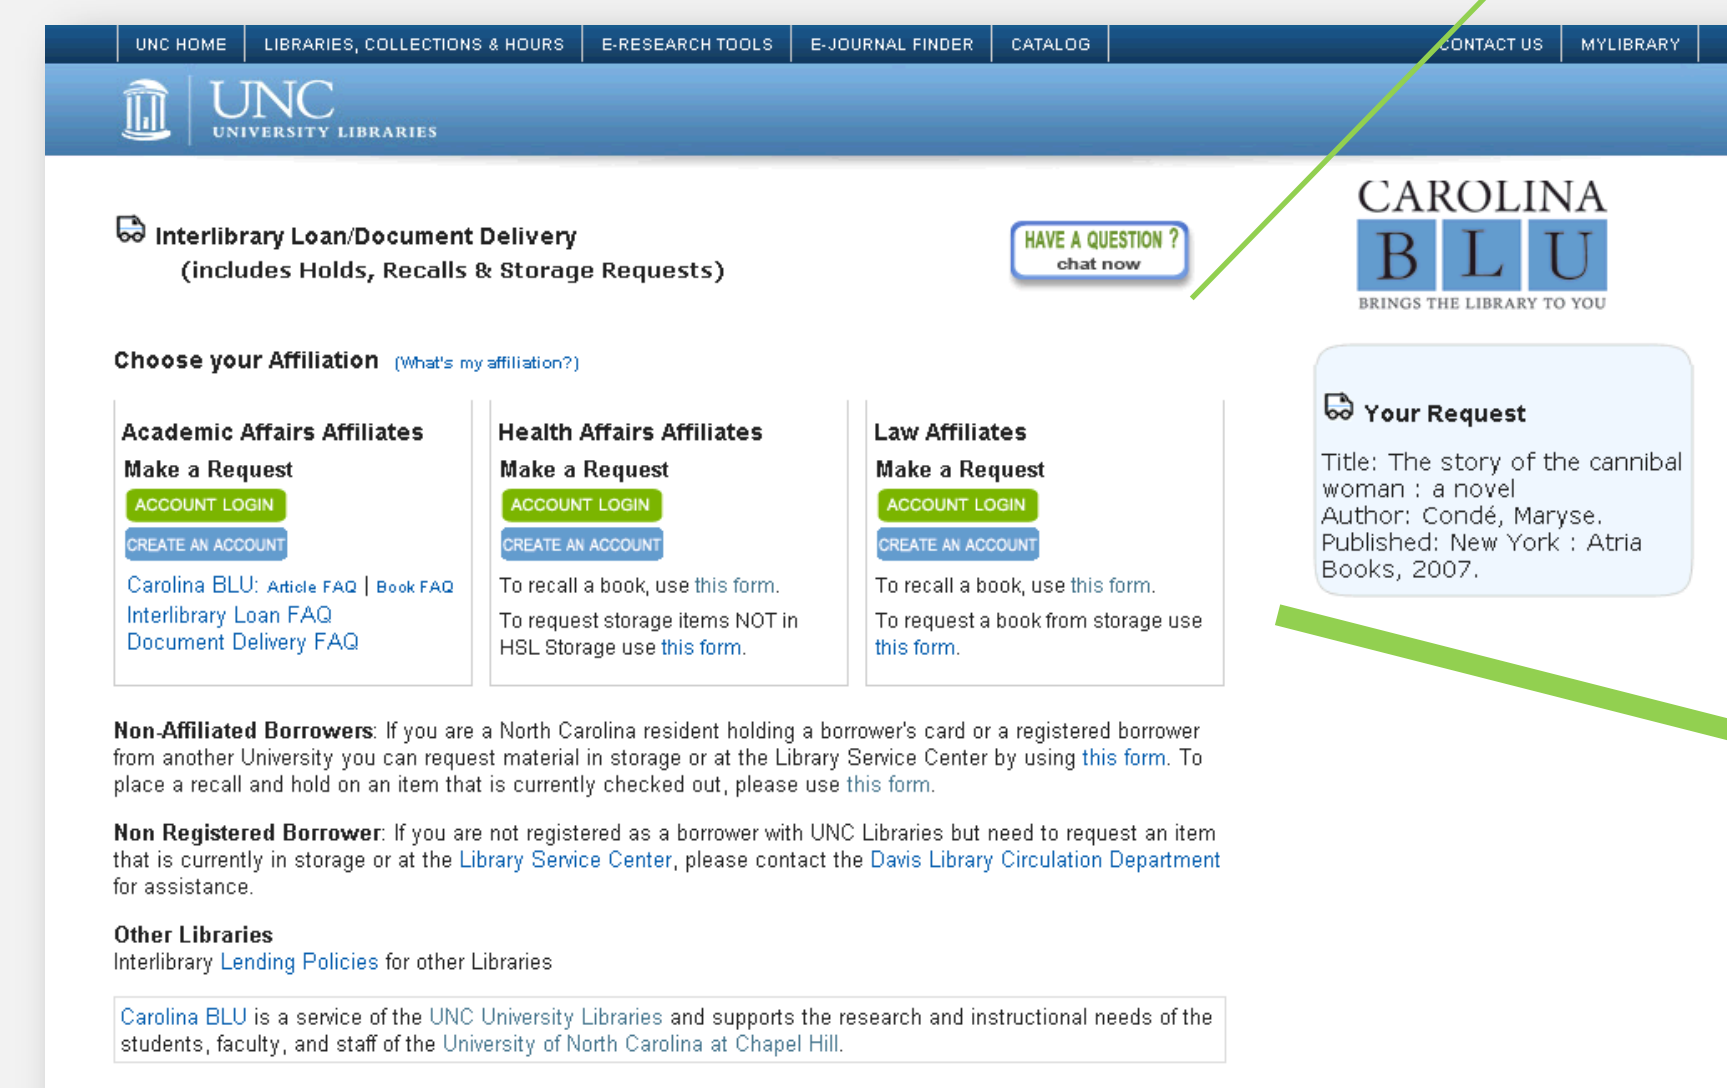 UNC HOME LIBRARIES, COLLECTIONS & HOURS E-RESEARCH TOOLS E-JOURNAL FINDER CATALOG CONTACT US MYLIBRARY
UNC
UNIVERSITY LIBRARIES
Interlibrary Loan/Document Delivery
(includes Holds, Recalls & Storage Requests)
HAVE A QUESTION ?
chat now
CAROLINA
BLU
BRINGS THE LIBRARY TO YOU
Choose your Affiliation (What's my affiliation?)
Academic Affairs Affiliates
Make a Request
ACCOUNT LOGIN
CREATE AN ACCOUNT
Carolina BLU: Article FAQ | Book FAQ
Interlibrary Loan FAQ
Document Delivery FAQ
Health Affairs Affiliates
Make a Request
ACCOUNT LOGIN
CREATE AN ACCOUNT
To recall a book, use this form.
To request storage items NOT in
HSL Storage use this form.
Law Affiliates
Make a Request
ACCOUNT LOGIN
CREATE AN ACCOUNT
To recall a book, use this form.
To request a book from storage use
this form.
Your Request
Title: The story of the cannibal
woman : a novel
Author: Condé, Maryse.
Published: New York : Atria
Books, 2007.
Non-Affiliated Borrowers: If you are a North Carolina resident holding a borrower's card or a registered borrower
from another University you can request material in storage or at the Library Service Center by using this form. To
place a recall and hold on an item that is currently checked out, please use this form.
Non Registered Borrower: If you are not registered as a borrower with UNC Libraries but need to request an item
that is currently in storage or at the Library Service Center, please contact the Davis Library Circulation Department
for assistance.
Other Libraries
Interlibrary Lending Policies for other Libraries
Carolina BLU is a service of the UNC University Libraries and supports the research and instructional needs of the
students, faculty, and staff of the University of North Carolina at Chapel Hill.